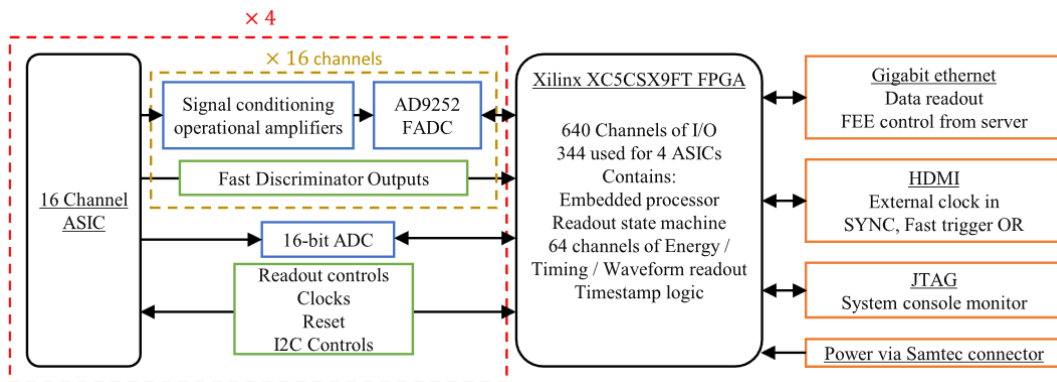 × 4
× 16 channels
16 Channel
ASIC
Signal conditioning
operational amplifiers
AD9252
FADC
Fast Discriminator Outputs
16-bit ADC
Readout controls
Clocks
Reset
I2C Controls
Xilinx XC5CSX9FT FPGA
640 Channels of I/O
344 used for 4 ASICs
Contains:
Embedded processor
Readout state machine
64 channels of Energy /
Timing / Waveform readout
Timestamp logic
Gigabit ethernet
Data readout
FEE control from server
HDMI
External clock in
SYNC, Fast trigger OR
JTAG
System console monitor
Power via Samtec connector